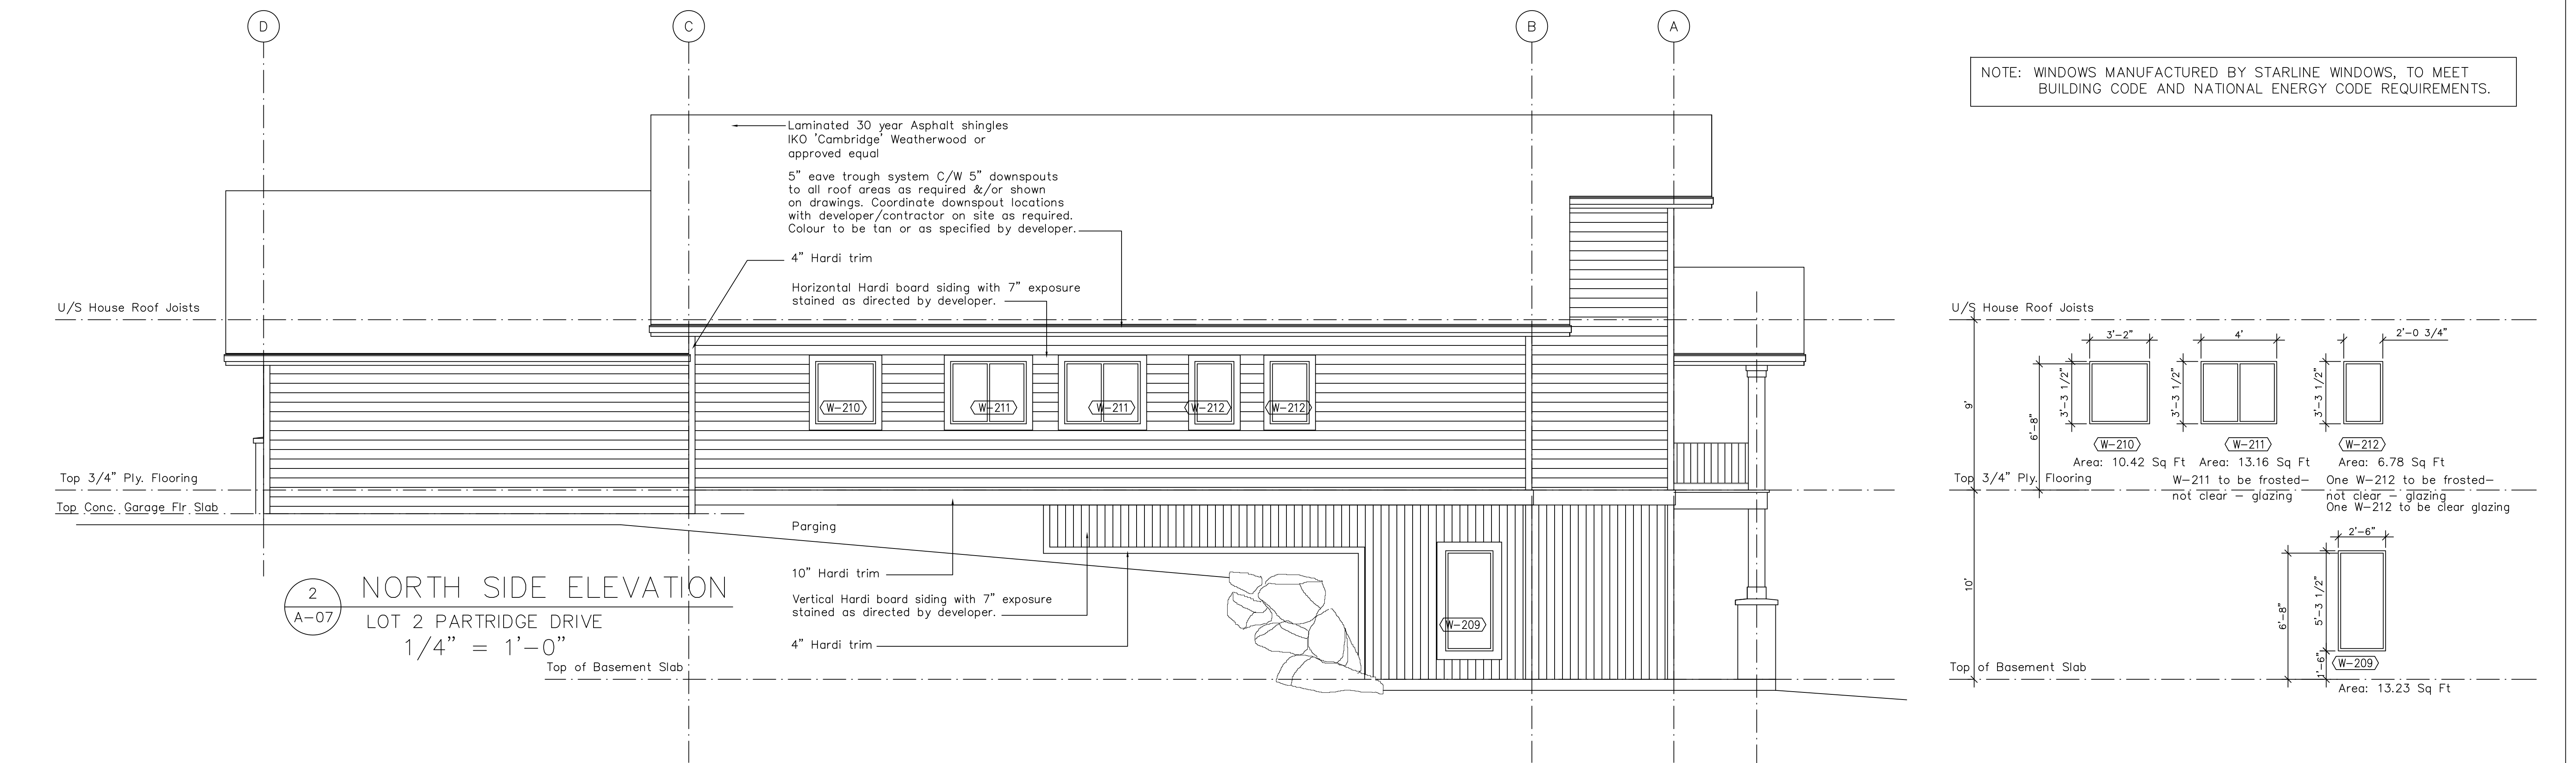 D
C
B
A
NOTE: WINDOWS MANUFACTURED BY STARLINE WINDOWS, TO MEET
BUILDING CODE AND NATIONAL ENERGY CODE REQUIREMENTS.
Laminated 30 year Asphalt shingles
IKO 'Cambridge' Weatherwood or
approved equal
5" eave trough system C/W 5" downspouts
to all roof areas as required &/or shown
on drawings. Coordinate downspout locations
with developer/contractor on site as required.
Colour to be tan or as specified by developer.
4" Hardi trim
Horizontal Hardi board siding with 7" exposure
stained as directed by developer.
U/S House Roof Joists
W-210
W-211
W-211
W-212
W-212
Top 3/4" Ply. Flooring
Top Conc. Garage Flr Slab
Parging
10" Hardi trim
Vertical Hardi board siding with 7" exposure
stained as directed by developer.
4" Hardi trim
W-209
2
A-07
NORTH SIDE ELEVATION
LOT 2 PARTRIDGE DRIVE
1/4" = 1'-0"
Top of Basement Slab
U/S House Roof Joists
3'-2"
4'
2'-0 3/4"
9'
6'-8"
3'-3 1/2"
3'-3 1/2"
3'-3 1/2"
W-210
W-211
W-212
Area: 10.42 Sq Ft
Area: 13.16 Sq Ft
Area: 6.78 Sq Ft
Top 3/4" Ply. Flooring
W-211 to be frosted-
not clear - glazing
One W-212 to be frosted-
not clear - glazing
One W-212 to be clear glazing
2'-6"
10'
6'-8"
5'-3 1/2"
1'-6"
W-209
Top of Basement Slab
Area: 13.23 Sq Ft